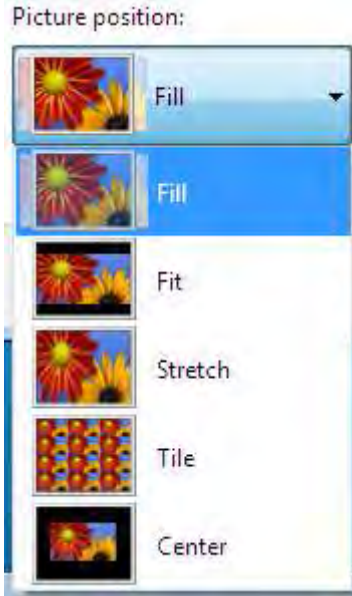 Picture position:
Fill
Fill
Fit
Stretch
Tile
Center